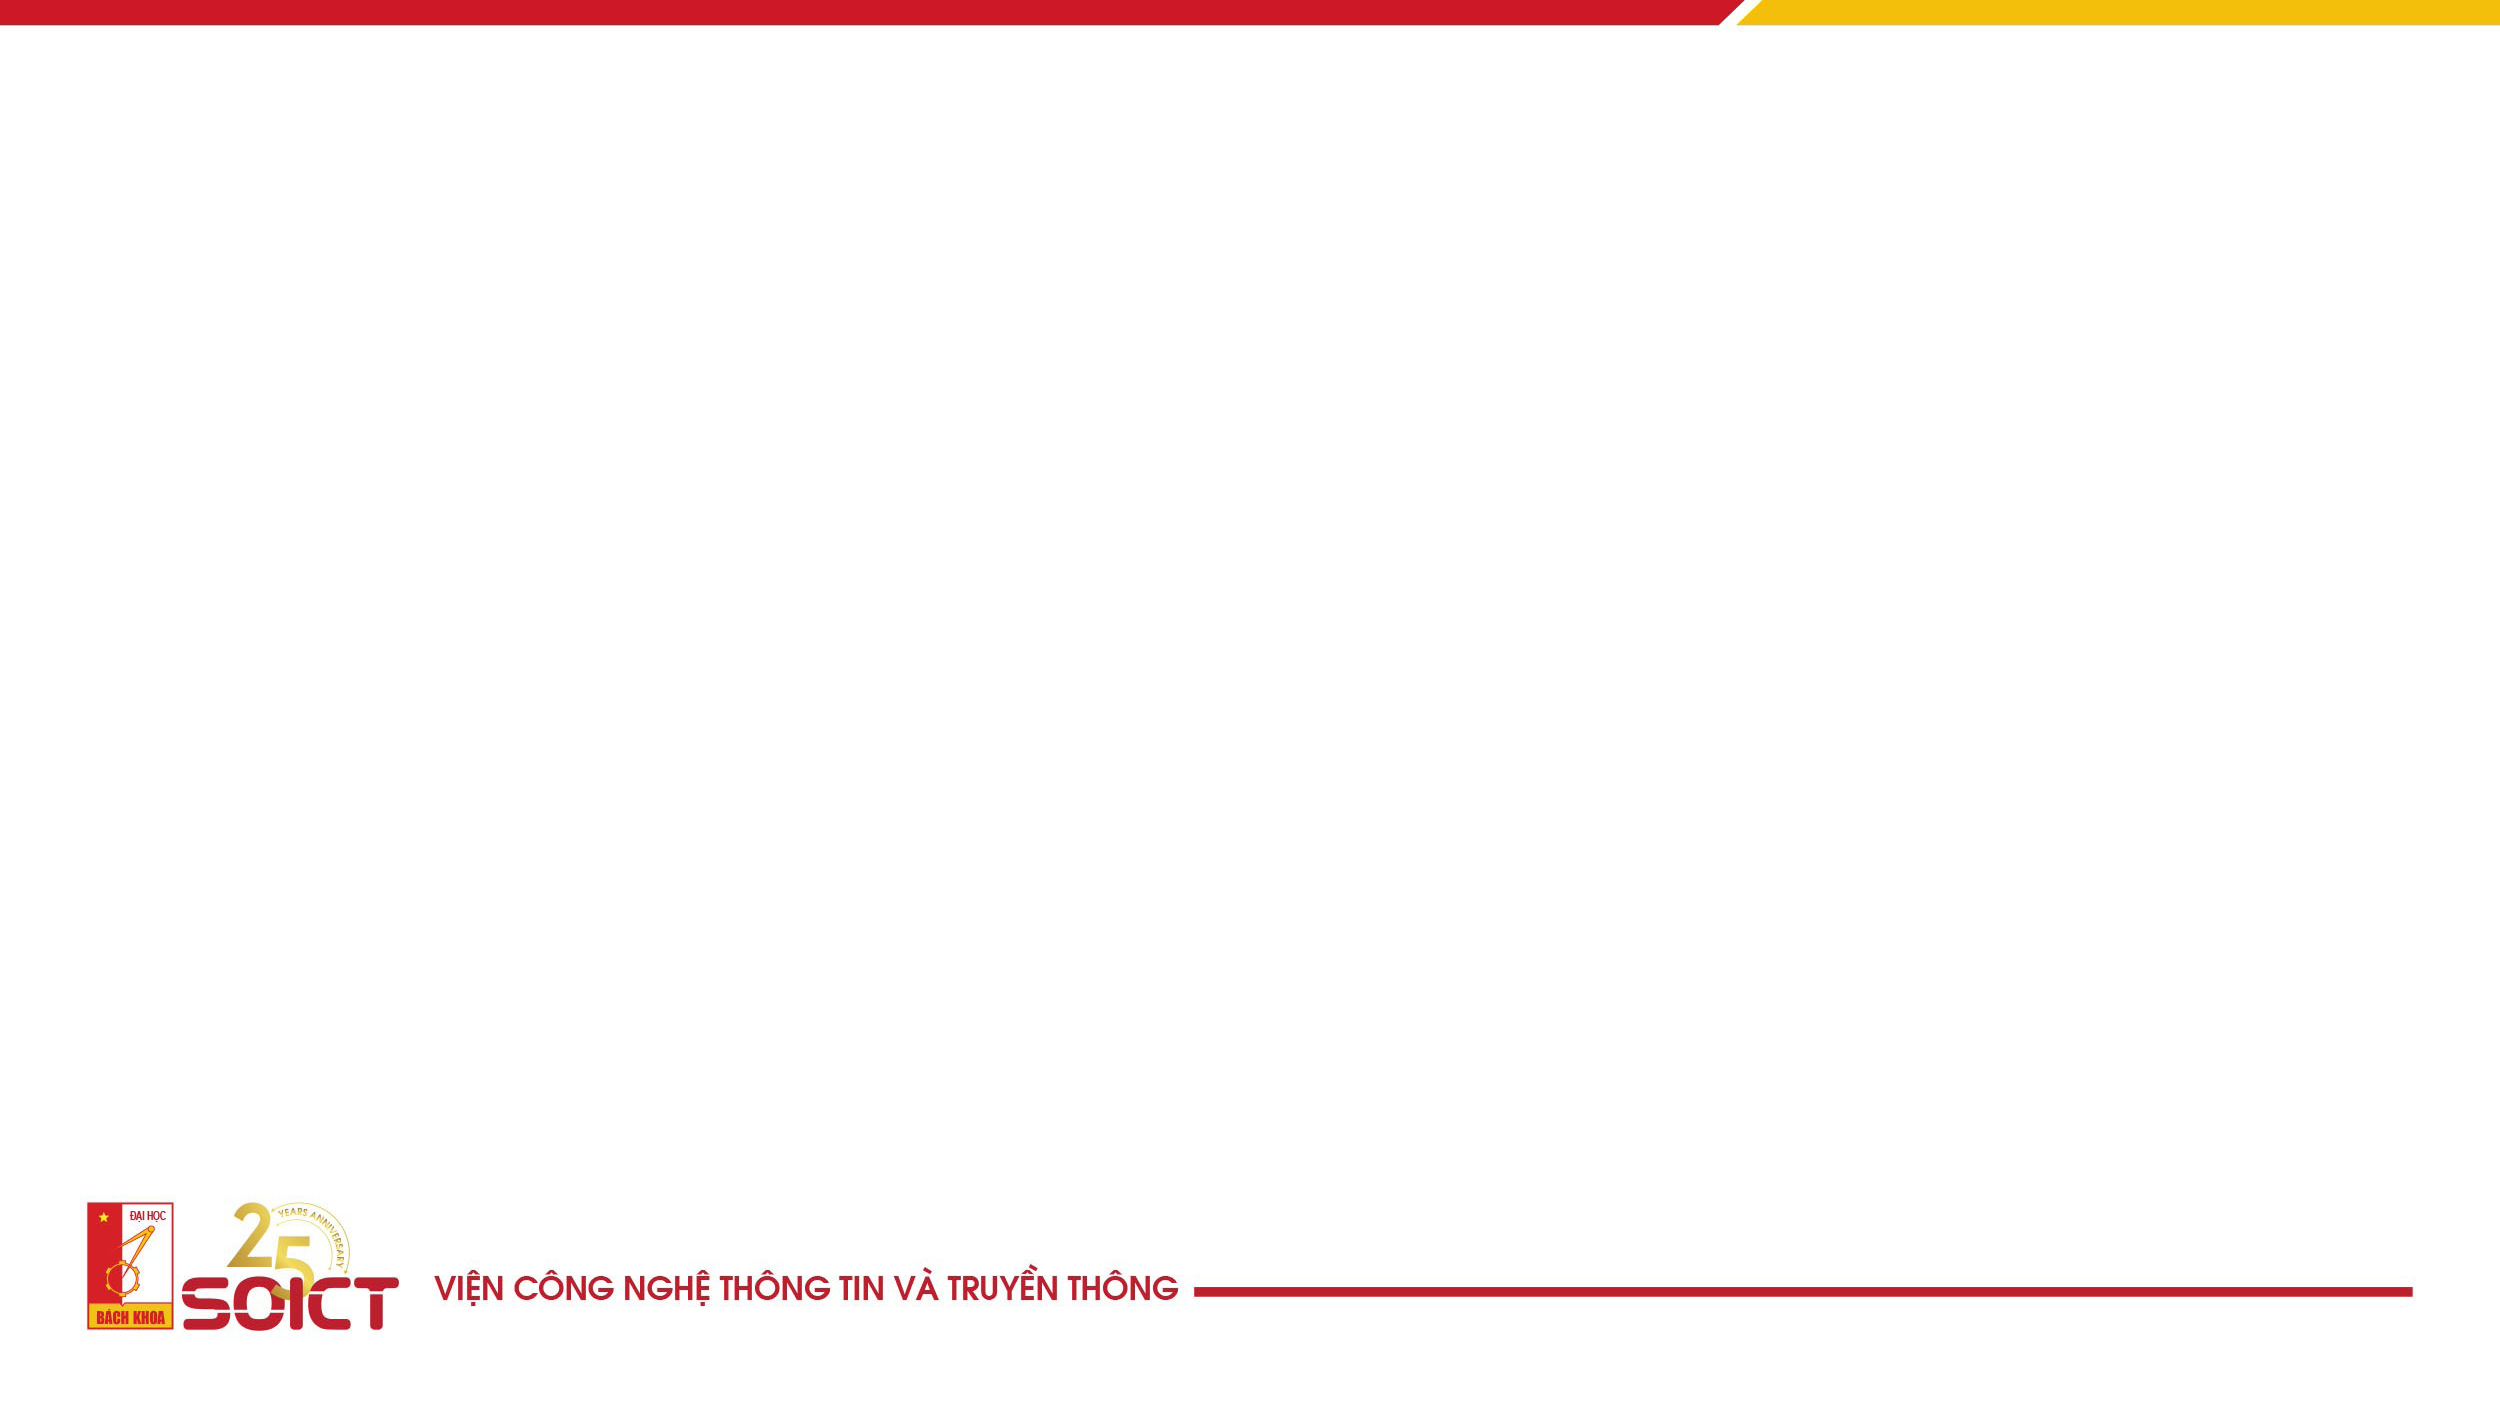 ĐẠI HỌC
BÁCH KHOA
25
YEARS ANNIVERSARY
SOICT
VIỆN CÔNG NGHỆ THÔNG TIN VÀ TRUYỀN THÔNG